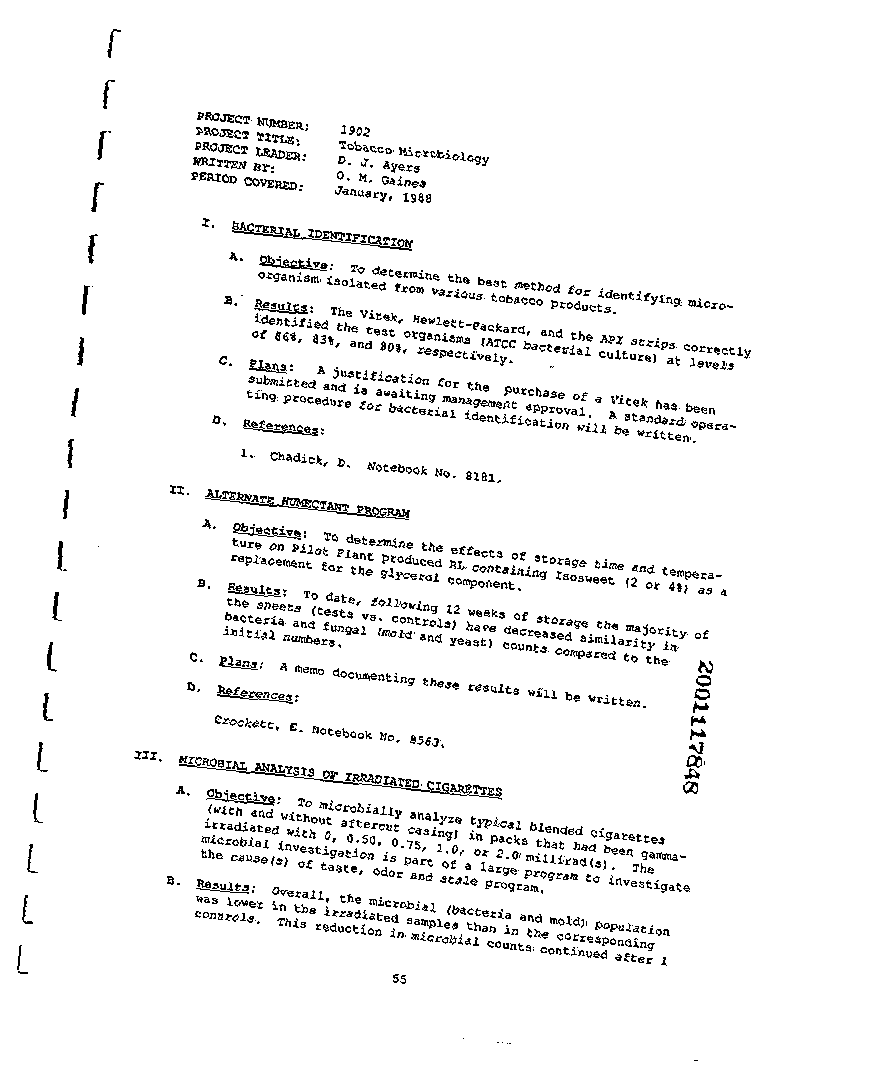 PROJECT NUMBER: 1902
PROJECT TITLE: Tobacco Microbiology
PROJECT LEADER: D. J. Ayers
WRITTEN BY: O. M. Gaines
PERIOD COVERED: January, 1988
I. BACTERIAL IDENTIFICATION
A. Objective: To determine the best method for identifying micro-
organism isolated from various tobacco products.
B. Results: The Vitek, Hewlett-Packard, and the API strips correctly
identified the test organisms (ATCC bacterial culture) at levels
of 86%, 83%, and 80%, respectively.
C. Plans: A justification for the purchase of a Vitek has been
submitted and is awaiting management approval. A standard opera-
ting procedure for bacterial identification will be written.
D. References:
1. Chadick, D. Notebook No. 8181.
II. ALTERNATE HUMECTANT PROGRAM
A. Objective: To determine the effects of storage time and tempera-
ture on Pilot Plant produced RL containing Isosweet (2 or 4%) as a
replacement for the glycerol component.
B. Results: To date, following 12 weeks of storage the majority of
the sheets (tests vs. controls) have decreased similarity in
bacteria and fungal (mold and yeast) counts compared to the
initial numbers.
C. Plans: A memo documenting these results will be written.
D. References:
Crockett, E. Notebook No. 8563.
III. MICROBIAL ANALYSIS OF IRRADIATED CIGARETTES
A. Objective: To microbially analyze typical blended cigarettes
(with and without aftercut casing) in packs that had been gamma-
irradiated with 0, 0.50, 0.75, 1.0, or 2.0 millirad(s). The
microbial investigation is part of a large program to investigate
the cause(s) of taste, odor and stale program.
B. Results: Overall, the microbial (bacteria and mold) population
was lower in the irradiated samples than in the corresponding
controls. This reduction in microbial counts continued after 1
55
2001117848